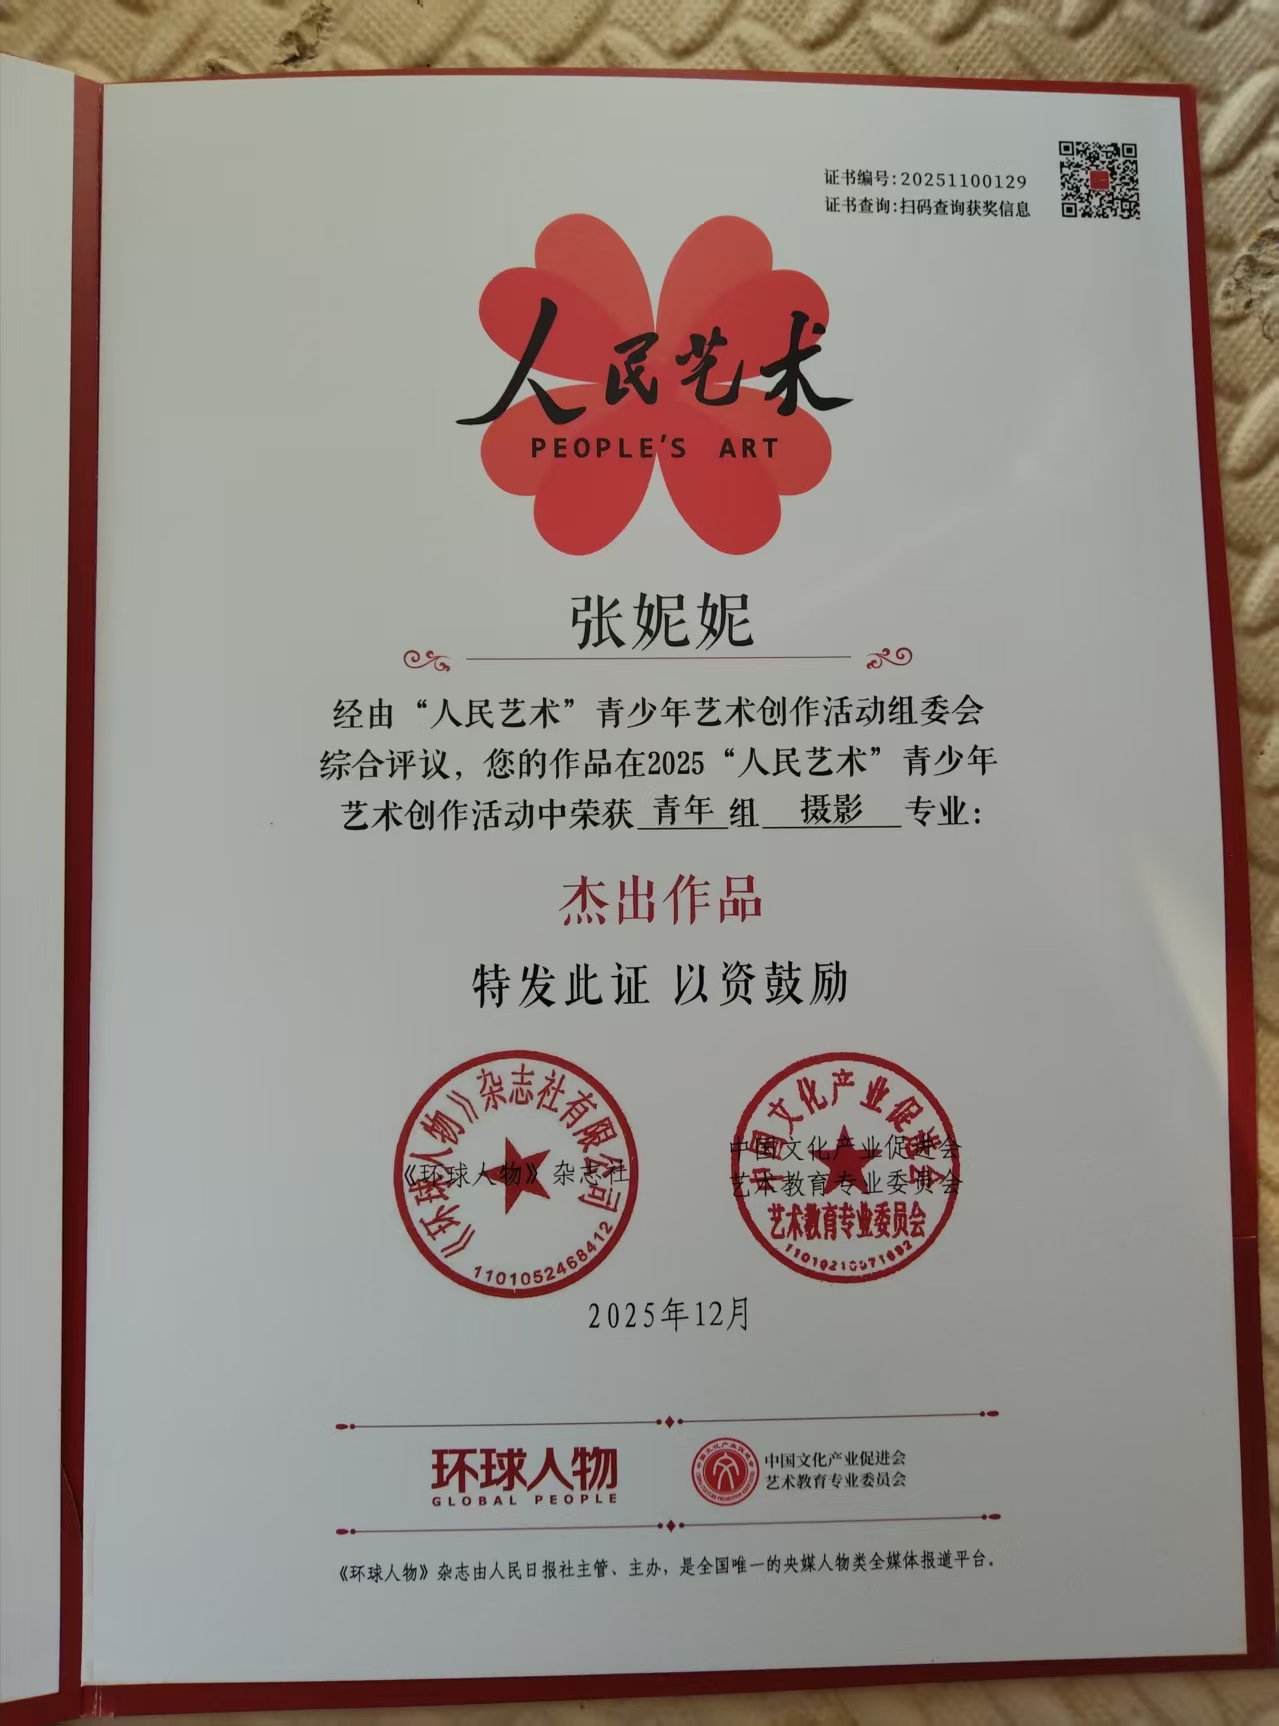 证书编号:20251100129
证书查询:扫码查询获奖信息
人民艺术
PEOPLE'S ART
张妮妮
经由“人民艺术”青少年艺术创作活动组委会
综合评议，您的作品在2025“人民艺术”青少年
艺术创作活动中荣获 青年 组 摄影 专业:
杰出作品
特发此证 以资鼓励
《环球人物》杂志社有限公司
《环球人物》杂志社
1101052468412
中国文化产业促进会
中国文化产业促进会
艺术教育专业委员会
艺术教育专业委员会
2025年12月
环球人物
GLOBAL PEOPLE
中国文化产业促进会
艺术教育专业委员会
《环球人物》杂志由人民日报社主管、主办，是全国唯一的央媒人物类全媒体报道平台。